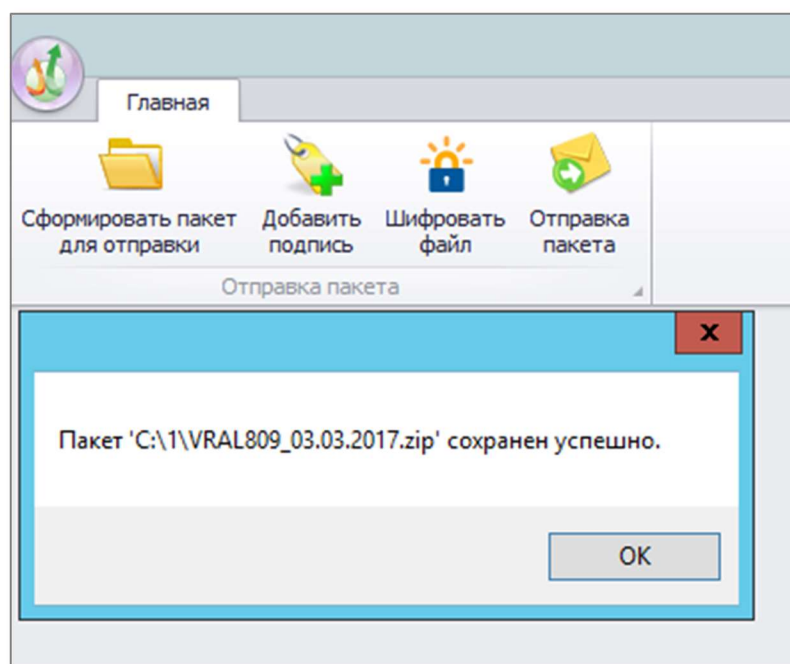 Главная
Сформировать пакет
для отправки
Добавить
подпись
Шифровать
файл
Отправка
пакета
Отправка пакета
x
Пакет 'C:\1\VRAL809_03.03.2017.zip' сохранен успешно.
OK